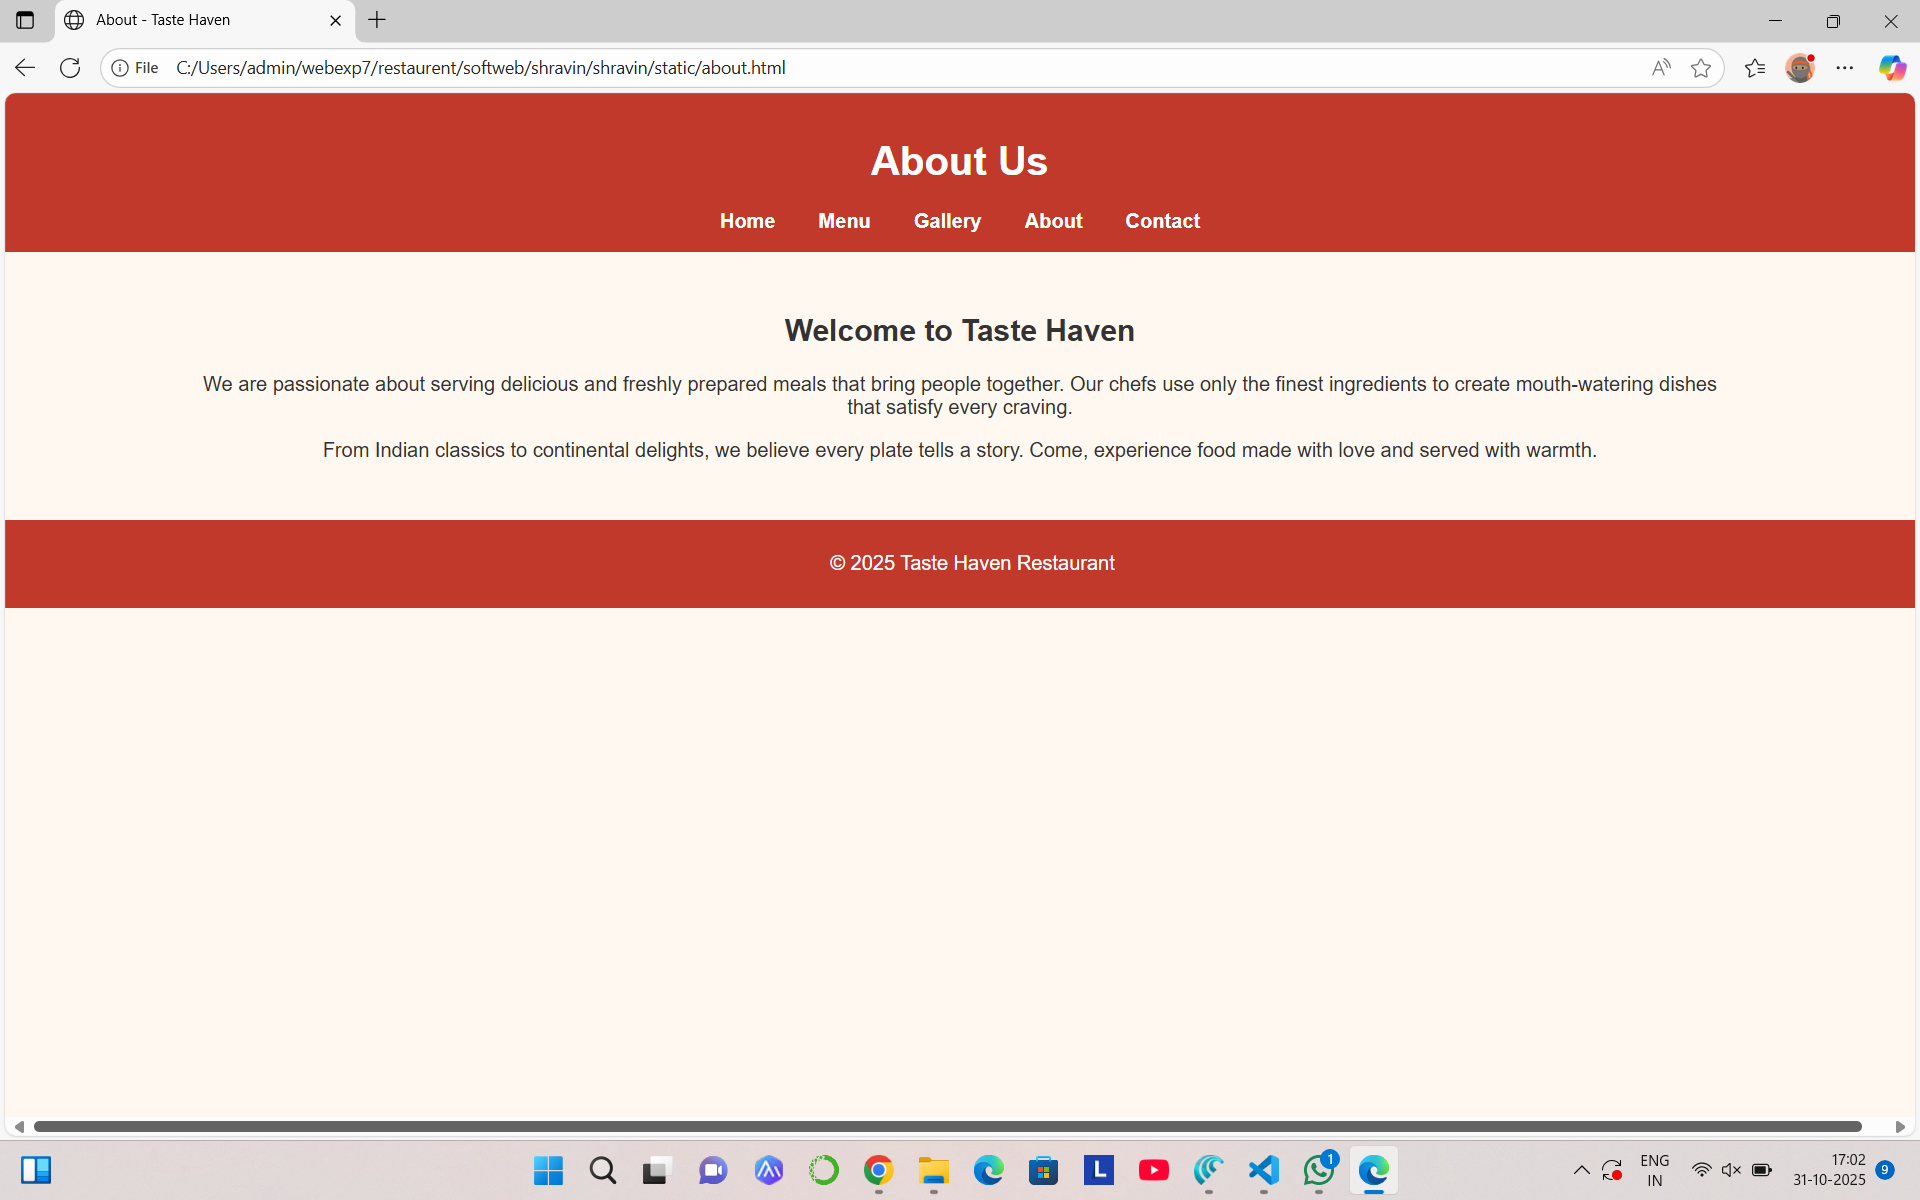 About - Taste Haven
File C:/Users/admin/webexp7/restaurent/softweb/shravin/shravin/static/about.html
About Us
Home Menu Gallery About Contact
Welcome to Taste Haven
We are passionate about serving delicious and freshly prepared meals that bring people together. Our chefs use only the finest ingredients to create mouth-watering dishes
that satisfy every craving.
From Indian classics to continental delights, we believe every plate tells a story. Come, experience food made with love and served with warmth.
© 2025 Taste Haven Restaurant
L
1
ENG
IN
17:02
31-10-2025
9